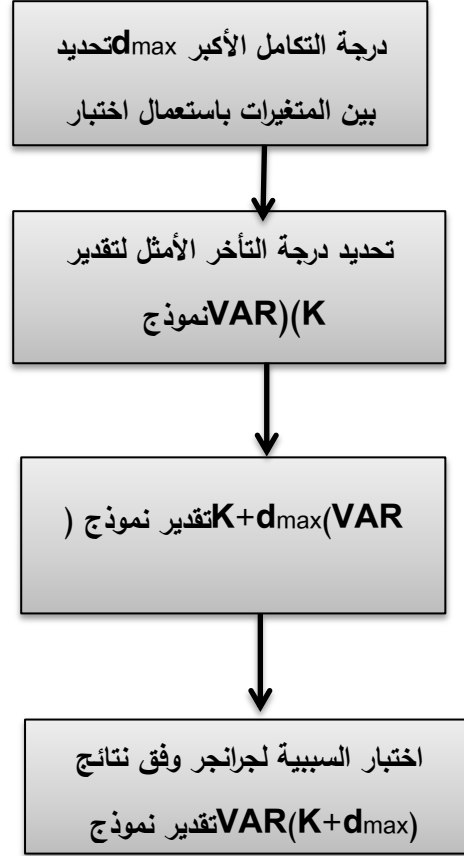 تحديد dmax درجة التكامل الأكبر
بين المتغيرات باستعمال اختبار
تحديد درجة التأخر الأمثل لتقدير
نموذج VAR)(K
تقدير نموذج ( K+dmax(VAR
اختبار السببية لجرانجر وفق نتائج
تقدير نموذج VAR(K+dmax)